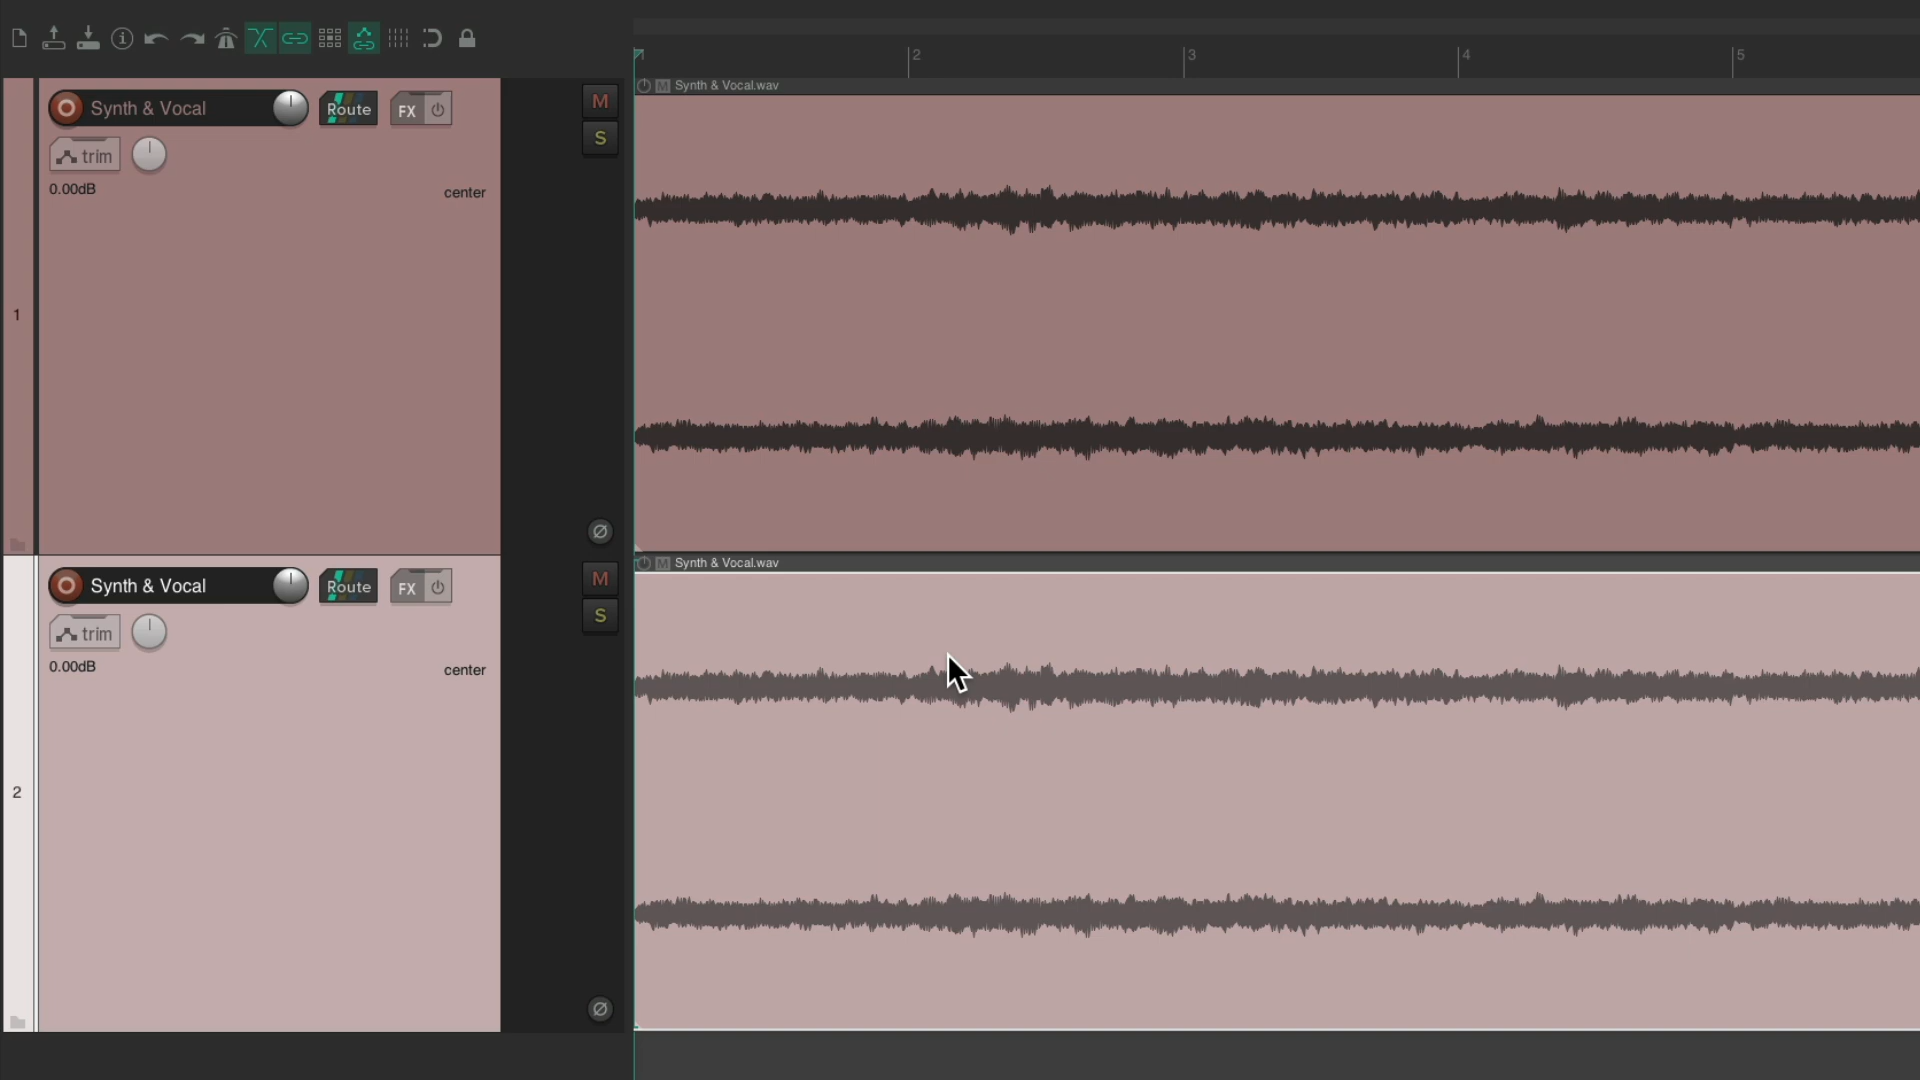 1 2 3 4 5
M Synth & Vocal.wav
Synth & Vocal Route FX M
S
trim
0.00dB center
1
M Synth & Vocal.wav
Synth & Vocal Route FX M
S
trim
0.00dB center
2